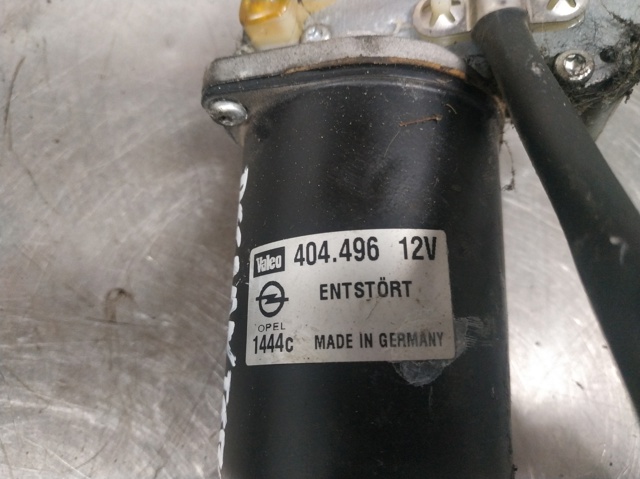 Valeo 404.496 12V
ENTSTÖRT
OPEL
1444c MADE IN GERMANY